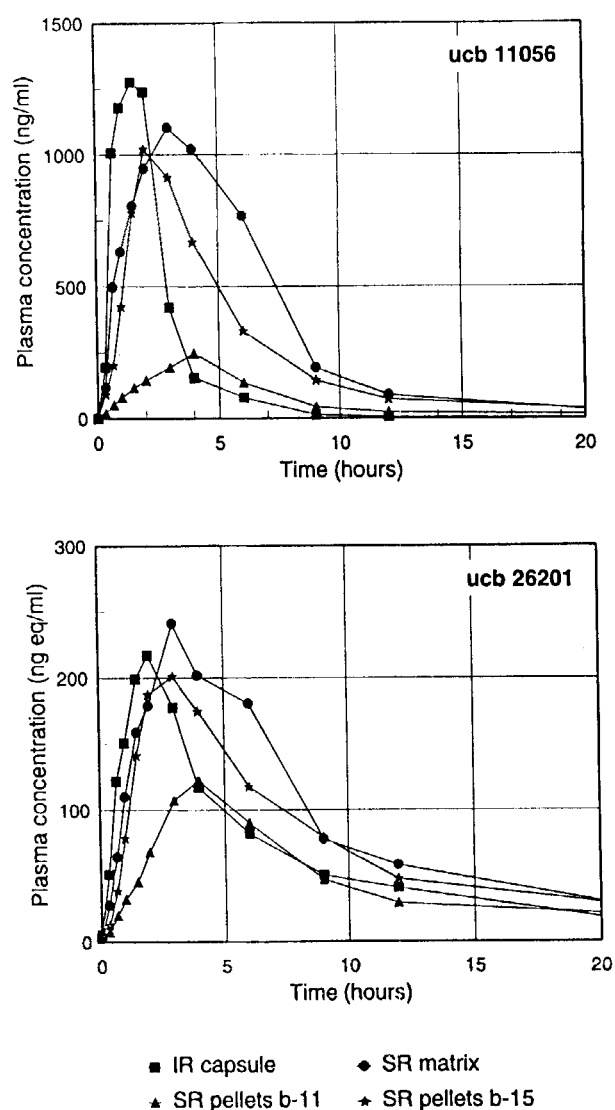 ucb 11056
Plasma concentration (ng/ml)
1500
1000
500
0
0 5 10 15 20
Time (hours)
ucb 26201
Plasma concentration (ng eq/ml)
300
200
100
0
0 5 10 15 20
Time (hours)
IR capsule
SR matrix
SR pellets b-11
SR pellets b-15